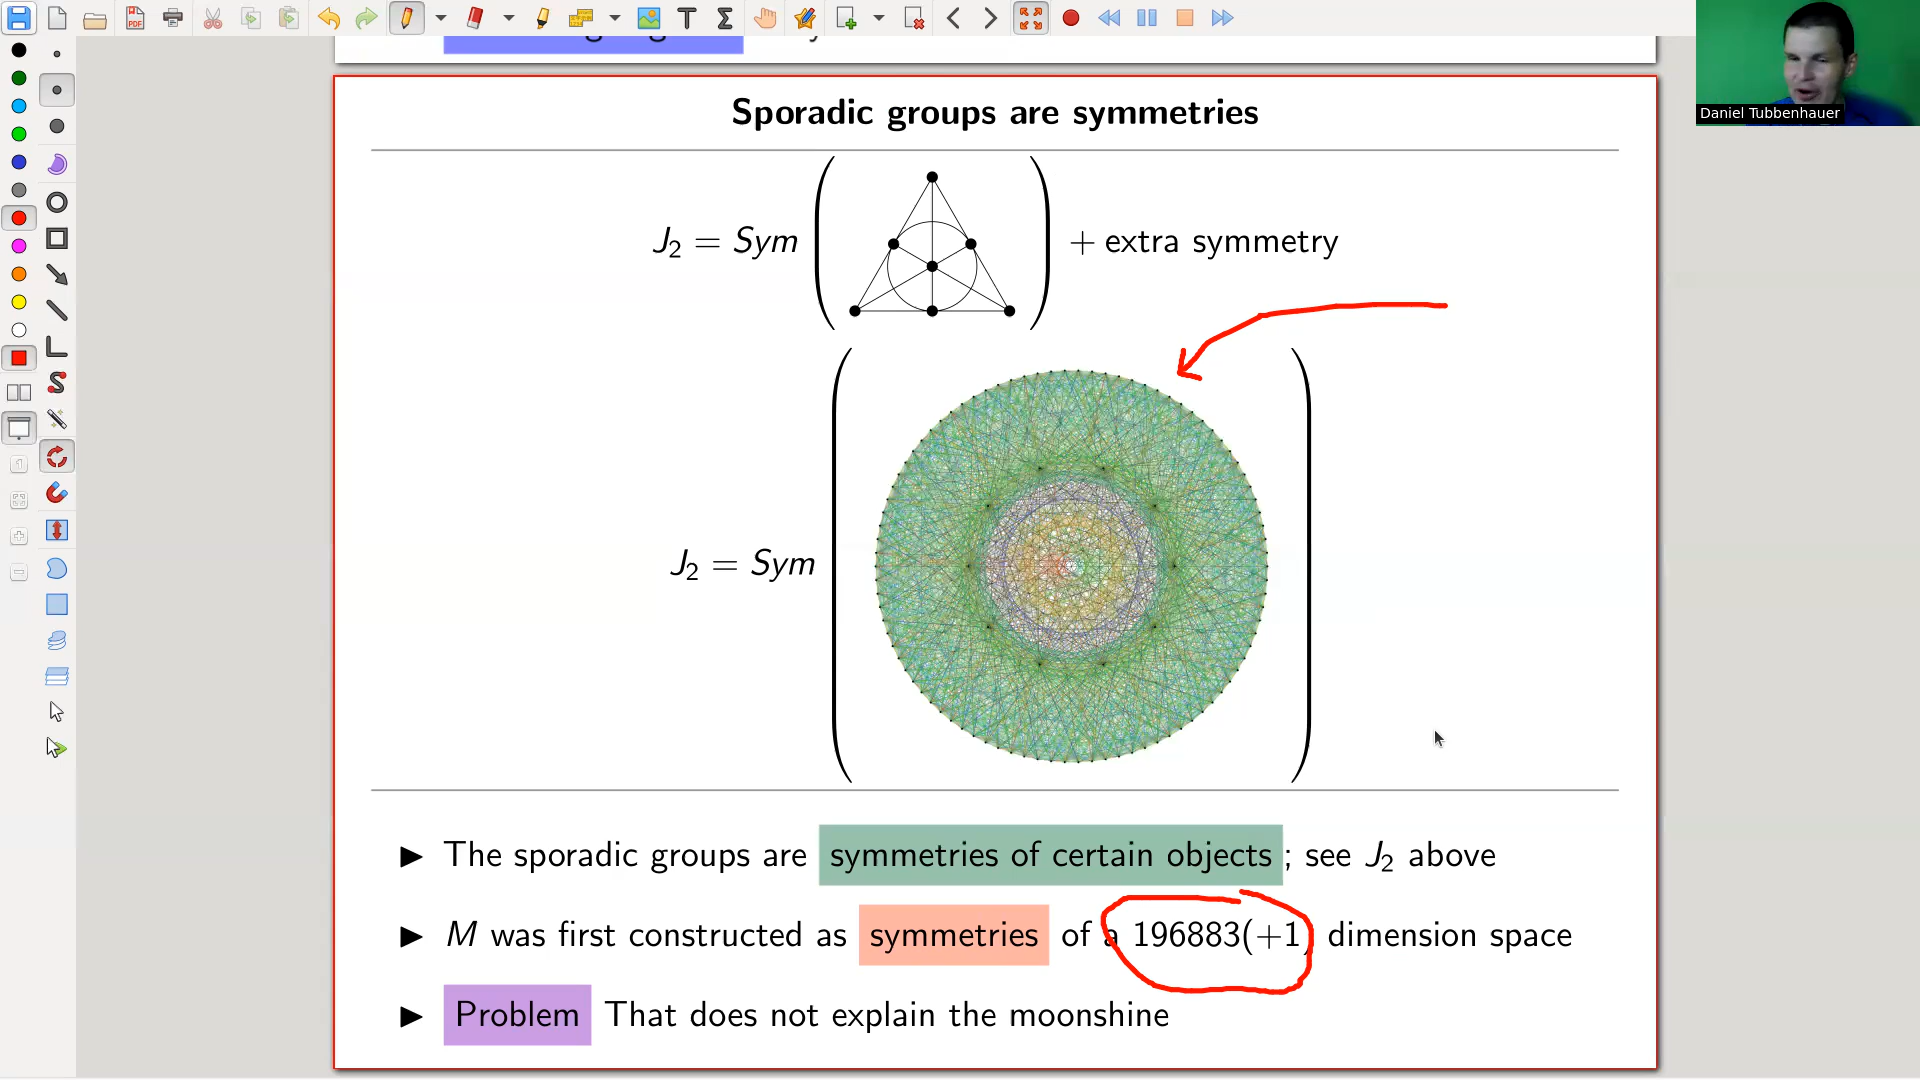 Daniel Tubbenhauer
Sporadic groups are symmetries
J₂ = Sym ( ) + extra symmetry
J₂ = Sym ( )
▶ The sporadic groups are symmetries of certain objects ; see J₂ above
▶ M was first constructed as symmetries of a 196883(+1) dimension space
▶ Problem That does not explain the moonshine